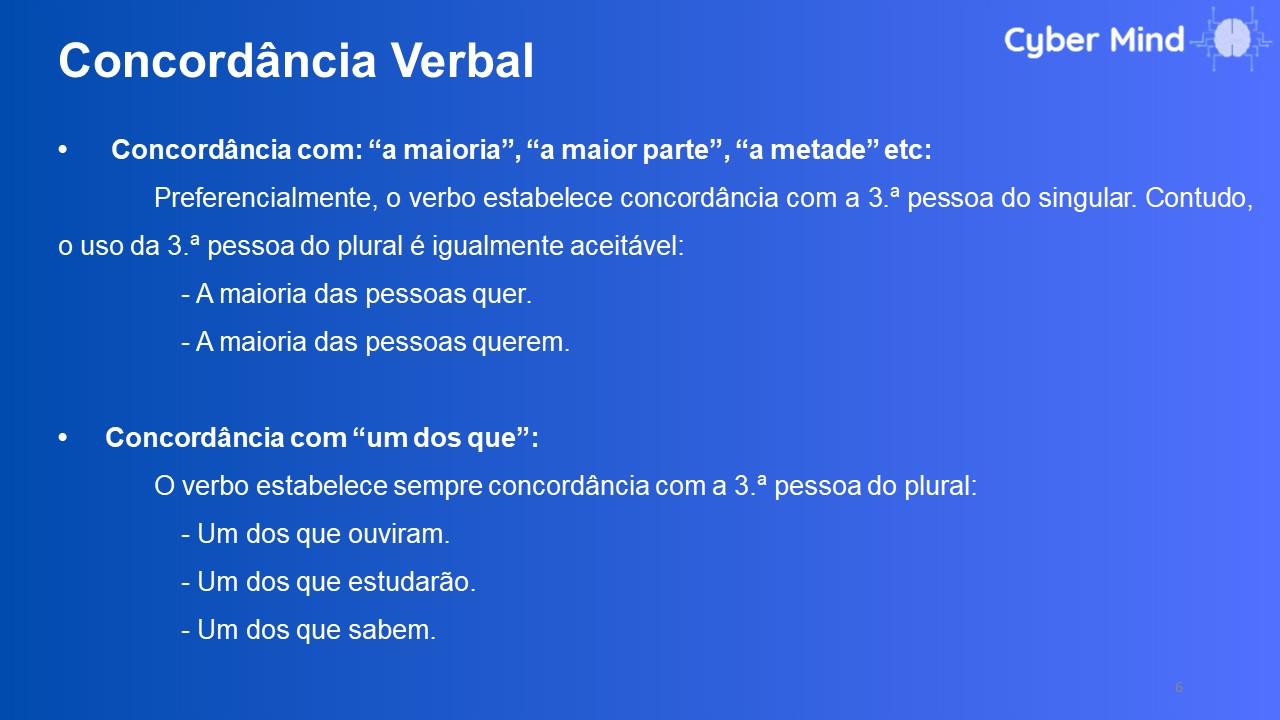 Cyber Mind
Concordância Verbal
• Concordância com: “a maioria”, “a maior parte”, “a metade” etc:
Preferencialmente, o verbo estabelece concordância com a 3.ª pessoa do singular. Contudo,
o uso da 3.ª pessoa do plural é igualmente aceitável:
- A maioria das pessoas quer.
- A maioria das pessoas querem.
• Concordância com “um dos que”:
O verbo estabelece sempre concordância com a 3.ª pessoa do plural:
- Um dos que ouviram.
- Um dos que estudarão.
- Um dos que sabem.
6